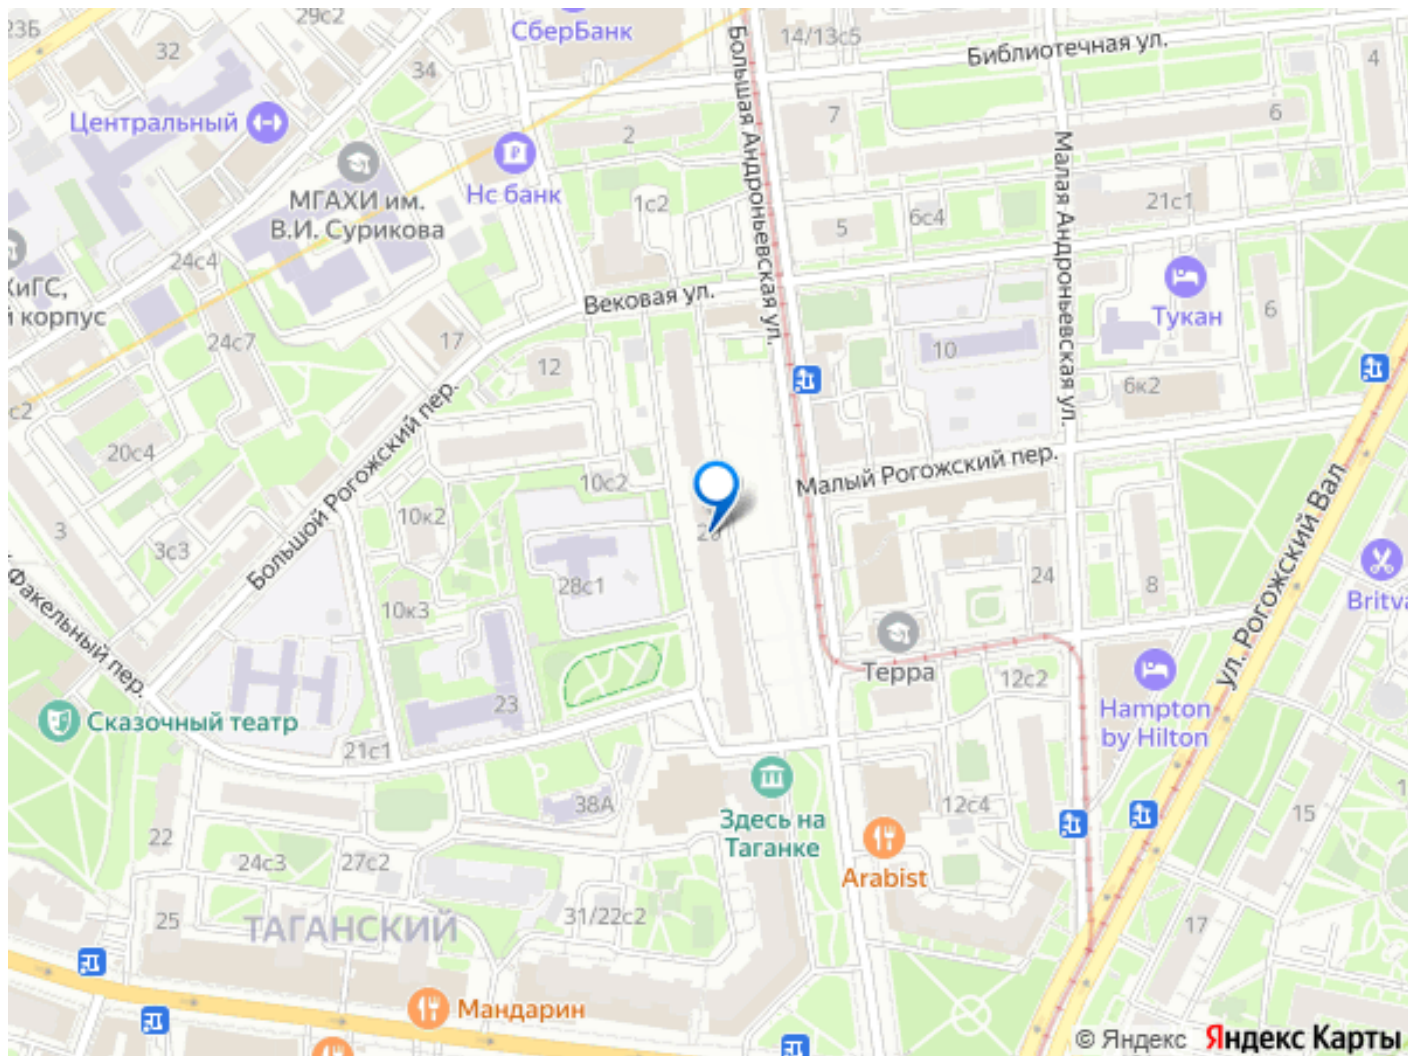 29с2
23Б
СберБанк
14/13с5
Библиотечная ул.
4
32
34
Большая Андроньевская ул.
Центральный
7
6
2
МГАХИ им.
В.И. Сурикова
Нс банк
Малая Андроньевская ул.
1с2
5
6с4
21с1
24с4
ХиГС,
й корпус
Вековая ул.
Тукан
6
24с7
17
12
10
6к2
с2
20с4
Большой Рогожский пер.
10с2
Малый Рогожский пер.
ул. Рогожский Вал
10к2
3
3с3
28с1
24
8
Britva
Факельный пер.
10к3
Терра
12с2
23
Сказочный театр
Hampton
by Hilton
21с1
38А
12с4
15
Здесь на
Таганке
22
24с3
27с2
Arabist
31/22с2
25
ТАГАНСКИЙ
17
Мандарин
© Яндекс Яндекс Карты